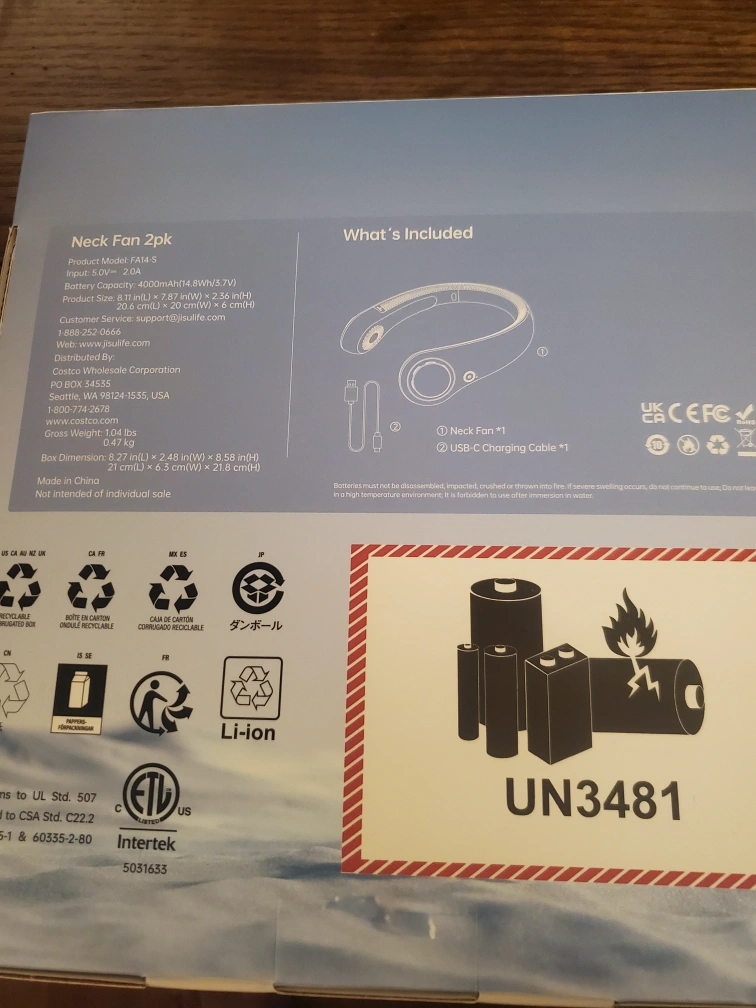 Neck Fan 2pk
Product Model: FA14-S
Input: 5.0V⎓ 2.0A
Battery Capacity: 4000mAh(14.8Wh/3.7V)
Product Size: 8.11 in(L) × 7.87 in(W) × 2.36 in(H)
20.6 cm(L) × 20 cm(W) × 6 cm(H)
Customer Service: support@jisulife.com
1-888-252-0666
Web: www.jisulife.com
Distributed By:
Costco Wholesale Corporation
PO BOX 34535
Seattle, WA 98124-1535, USA
1-800-774-2678
www.costco.com
Gross Weight: 1.04 lbs
0.47 kg
Box Dimension: 8.27 in(L) × 2.48 in(W) × 8.58 in(H)
21 cm(L) × 6.3 cm(W) × 21.8 cm(H)
Made in China
Not intended of individual sale
What's Included
①
②
① Neck Fan *1
② USB-C Charging Cable *1
UK CA CE FC RoHS
10
Batteries must not be disassembled, impacted, crushed or thrown into fire. If severe swelling occurs, do not continue to use; Do not
in a high temperature environment; It is forbidden to use after immersion in water.
US CA AU NZ UK
RECYCLABLE
CA FR
BOÎTE EN CARTON
ONDULÉ RECYCLABLE
MX ES
CAJA DE CARTÓN
CORRUGADO RECICLABLE
JP
ダンボール
CN
IS SE
PAPPERS-
FÖRPACKNINGAR
FR
Li-ion
to UL Std. 507
to CSA Std. C22.2
& 60335-2-80
C ETL LISTED US
Intertek
5031633
UN3481